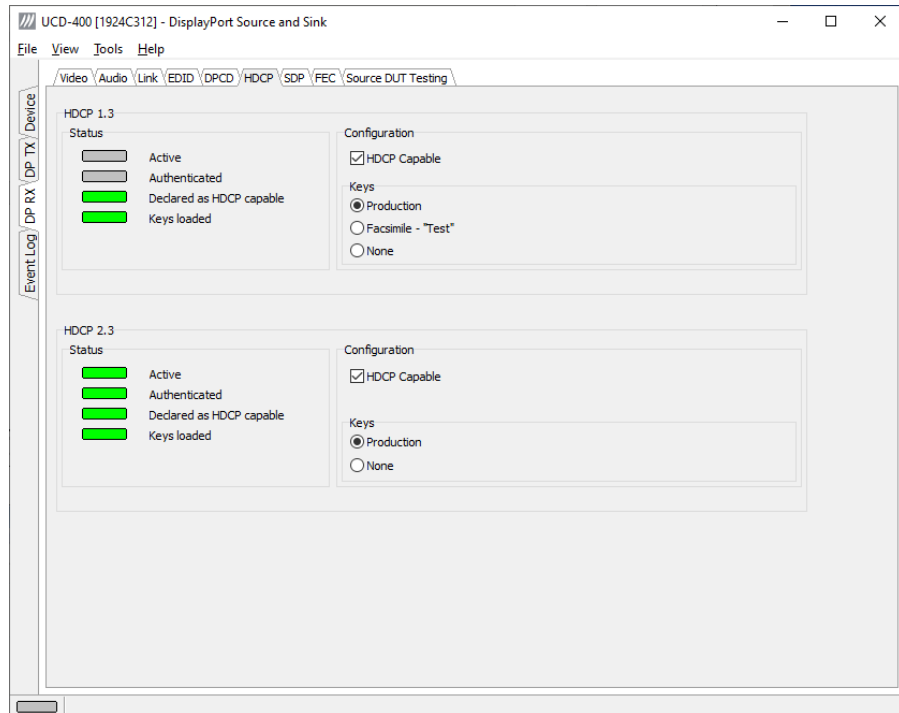 UCD-400 [1924C312] - DisplayPort Source and Sink
File View Tools Help
Video Audio Link EDID DPCD HDCP SDP FEC Source DUT Testing
Device
DP TX
DP RX
Event Log
HDCP 1.3
Status
Active
Authenticated
Declared as HDCP capable
Keys loaded
Configuration
HDCP Capable
Keys
Production
Facsimile - "Test"
None
HDCP 2.3
Status
Active
Authenticated
Declared as HDCP capable
Keys loaded
Configuration
HDCP Capable
Keys
Production
None